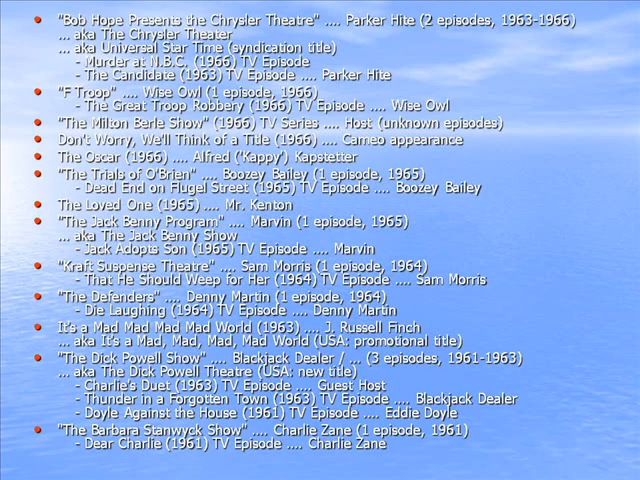 • "Bob Hope Presents the Chrysler Theatre" .... Parker Hite (2 episodes, 1963-1966)
... aka The Chrysler Theater
... aka Universal Star Time (syndication title)
- Murder at N.B.C. (1966) TV Episode
- The Candidate (1963) TV Episode .... Parker Hite
• "F Troop" .... Wise Owl (1 episode, 1966)
- The Great Troop Robbery (1966) TV Episode .... Wise Owl
• "The Milton Berle Show" (1966) TV Series .... Host (unknown episodes)
• Don't Worry, We'll Think of a Title (1966) .... Cameo appearance
• The Oscar (1966) .... Alfred ('Kappy') Kapstetter
• "The Trials of O'Brien" .... Boozey Bailey (1 episode, 1965)
- Dead End on Flugel Street (1965) TV Episode .... Boozey Bailey
• The Loved One (1965) .... Mr. Kenton
• "The Jack Benny Program" .... Marvin (1 episode, 1965)
... aka The Jack Benny Show
- Jack Adopts Son (1965) TV Episode .... Marvin
• "Kraft Suspense Theatre" .... Sam Morris (1 episode, 1964)
- That He Should Weep for Her (1964) TV Episode .... Sam Morris
• "The Defenders" .... Denny Martin (1 episode, 1964)
- Die Laughing (1964) TV Episode .... Denny Martin
• It's a Mad Mad Mad Mad World (1963) .... J. Russell Finch
... aka It's a Mad, Mad, Mad, Mad World (USA: promotional title)
• "The Dick Powell Show" .... Blackjack Dealer / ... (3 episodes, 1961-1963)
... aka The Dick Powell Theatre (USA: new title)
- Charlie's Duet (1963) TV Episode .... Guest Host
- Thunder in a Forgotten Town (1963) TV Episode .... Blackjack Dealer
- Doyle Against the House (1961) TV Episode .... Eddie Doyle
• "The Barbara Stanwyck Show" .... Charlie Zane (1 episode, 1961)
- Dear Charlie (1961) TV Episode .... Charlie Zane